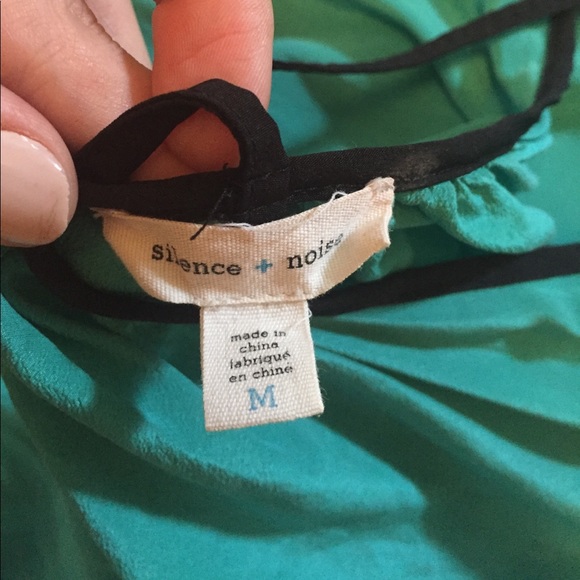 silence + noise
made in
china
fabriqué
en chine
M